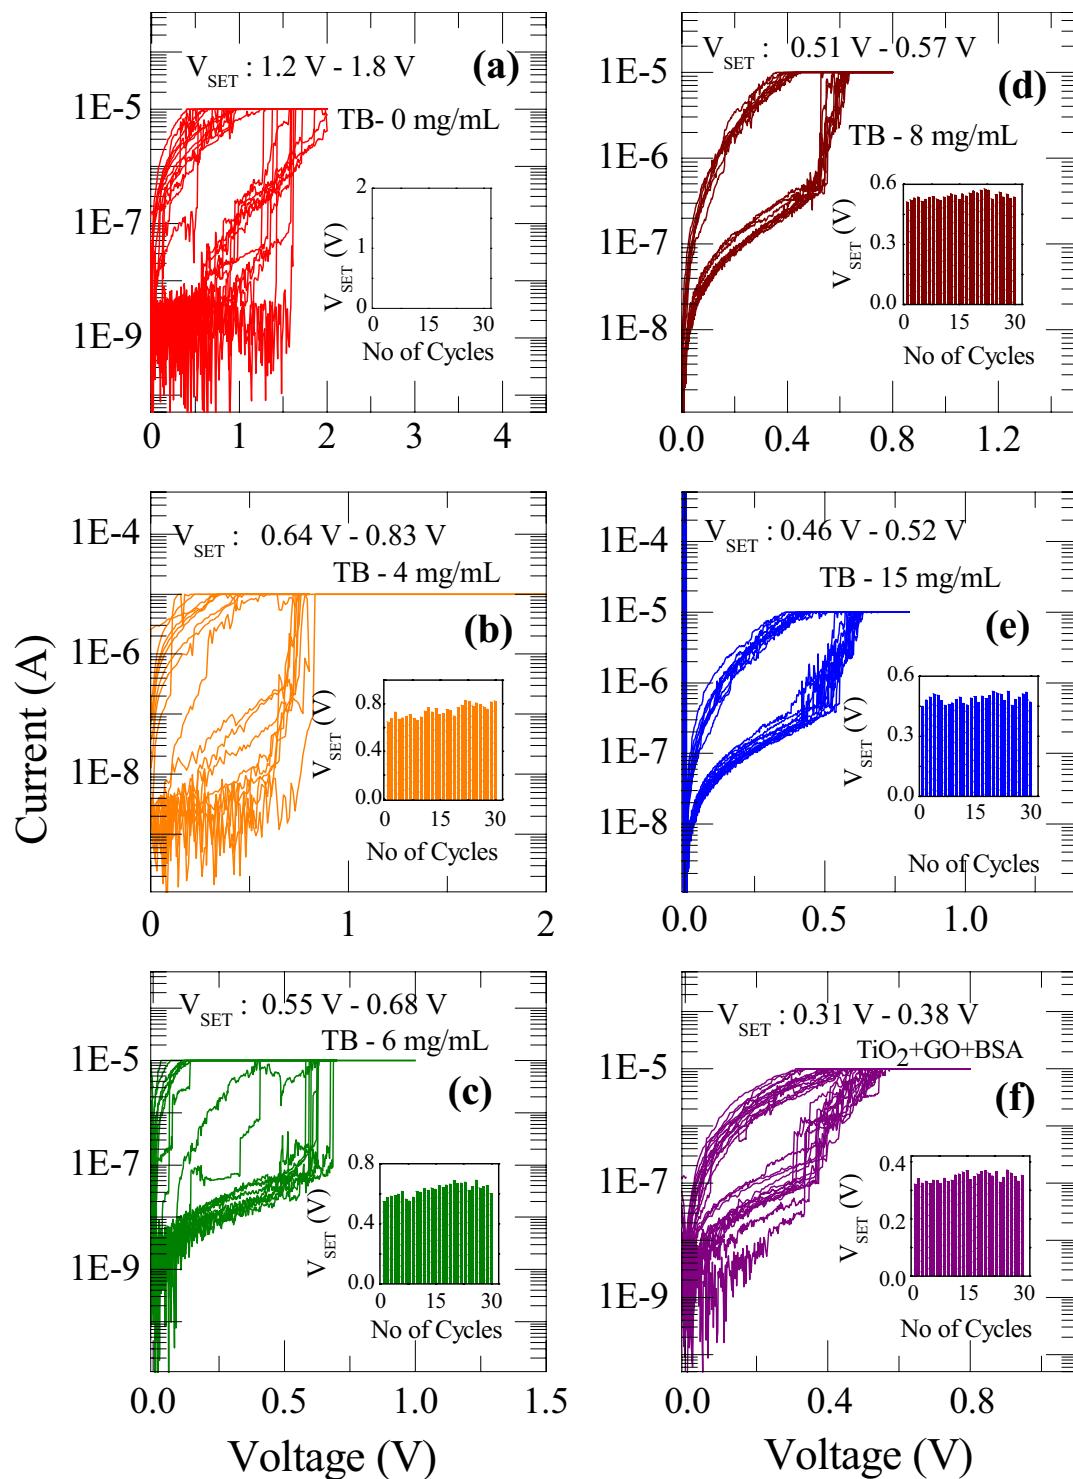 V_SET : 1.2 V - 1.8 V
(a)
TB- 0 mg/mL
1E-5
1E-7
1E-9
0 1 2 3 4
V_SET (V)
2
1
0
0 15 30
No of Cycles
V_SET : 0.51 V - 0.57 V
(d)
TB - 8 mg/mL
1E-5
1E-6
1E-7
1E-8
0.0 0.4 0.8 1.2
V_SET (V)
0.6
0.3
0.0
0 15 30
No of Cycles
V_SET : 0.64 V - 0.83 V
TB - 4 mg/mL
(b)
1E-4
1E-6
1E-8
0 1 2
V_SET (V)
0.8
0.4
0.0
0 15 30
No of Cycles
V_SET : 0.46 V - 0.52 V
TB - 15 mg/mL
(e)
1E-4
1E-5
1E-6
1E-7
1E-8
0.0 0.5 1.0
V_SET (V)
0.6
0.3
0.0
0 15 30
No of Cycles
V_SET : 0.55 V - 0.68 V
TB - 6 mg/mL
(c)
1E-5
1E-7
1E-9
0.0 0.5 1.0 1.5
V_SET (V)
0.8
0.4
0.0
0 15 30
No of Cycles
V_SET : 0.31 V - 0.38 V
TiO₂+GO+BSA
(f)
1E-5
1E-7
1E-9
0.0 0.4 0.8
V_SET (V)
0.4
0.2
0.0
0 15 30
No of Cycles
Current (A)
Voltage (V)
Voltage (V)